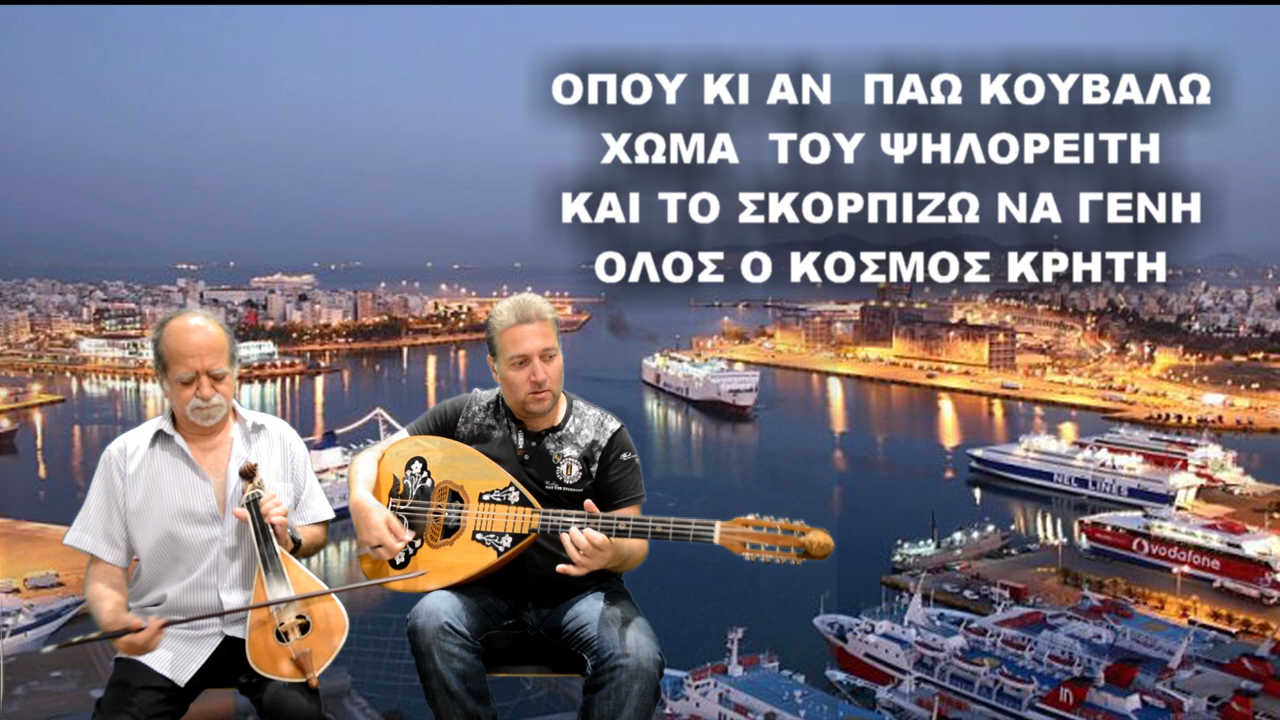 ΟΠΟΥ ΚΙ ΑΝ ΠΑΩ ΚΟΥΒΑΛΩ
ΧΩΜΑ ΤΟΥ ΨΗΛΟΡΕΙΤΗ
ΚΑΙ ΤΟ ΣΚΟΡΠΙΖΩ ΝΑ ΓΕΝΗ
ΟΛΟΣ Ο ΚΟΣΜΟΣ ΚΡΗΤΗ
NEL LINES
vodafone